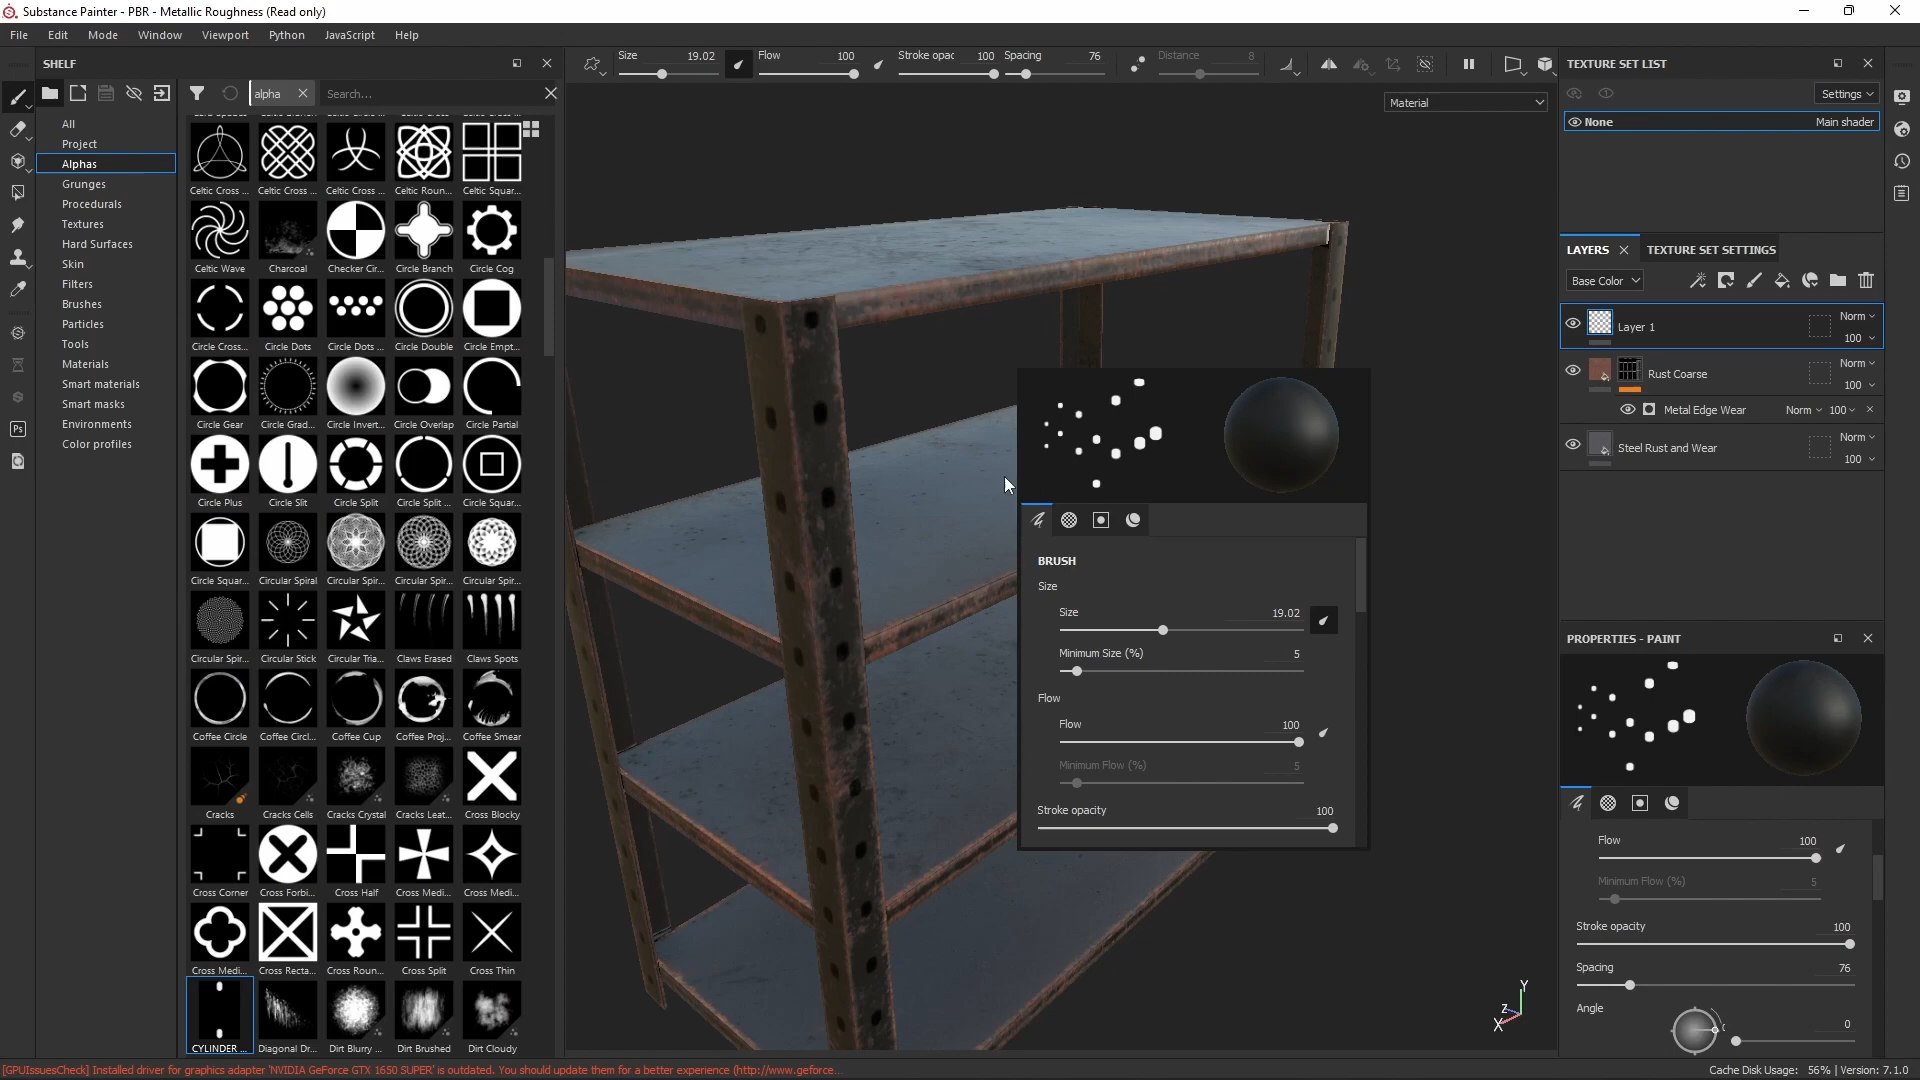 Substance Painter - PBR - Metallic Roughness (Read only)
File Edit Mode Window Viewport Python JavaScript Help
SHELF
Size 19.02 Flow 100 Stroke opac 100 Spacing 76 Distance 8
TEXTURE SET LIST
alpha Search...
Material
Settings
None Main shader
All
Project
Alphas
Grunges
Procedurals
Textures
Hard Surfaces
Skin
Filters
Brushes
Particles
Tools
Materials
Smart materials
Smart masks
Environments
Color profiles
Celtic Cross ... Celtic Cross ... Celtic Cross ... Celtic Roun... Celtic Squar...
Celtic Wave Charcoal Checker Cir... Circle Branch Circle Cog
Circle Cross... Circle Dots Circle Dots ... Circle Double Circle Empt...
Circle Gear Circle Grad... Circle Invert... Circle Overlap Circle Partial
Circle Plus Circle Slit Circle Split Circle Split ... Circle Squar...
Circle Squar... Circular Spiral Circular Spir... Circular Spir... Circular Spir...
Circular Spir... Circular Stick Circular Tria... Claws Erased Claws Spots
Coffee Circle Coffee Circl... Coffee Cup Coffee Proj... Coffee Smear
Cracks Cracks Cells Cracks Crystal Cracks Leat... Cross Blocky
Cross Corner Cross Forbi... Cross Half Cross Medi... Cross Medi...
Cross Medi... Cross Recta... Cross Roun... Cross Split Cross Thin
CYLINDER ... Diagonal Dr... Dirt Blurry ... Dirt Brushed Dirt Cloudy
BRUSH
Size
Size 19.02
Minimum Size (%) 5
Flow
Flow 100
Minimum Flow (%) 5
Stroke opacity 100
LAYERS TEXTURE SET SETTINGS
Base Color
Layer 1 Norm 100
Rust Coarse Norm 100
Metal Edge Wear Norm 100
Steel Rust and Wear Norm 100
PROPERTIES - PAINT
Flow 100
Minimum Flow (%) 5
Stroke opacity 100
Spacing 76
Angle 0
Y
Z
X
Ps
[GPUIssuesCheck] Installed driver for graphics adapter 'NVIDIA GeForce GTX 1650 SUPER' is outdated. You should update them for a better experience (http://www.geforce...
Cache Disk Usage: 56% | Version: 7.1.0